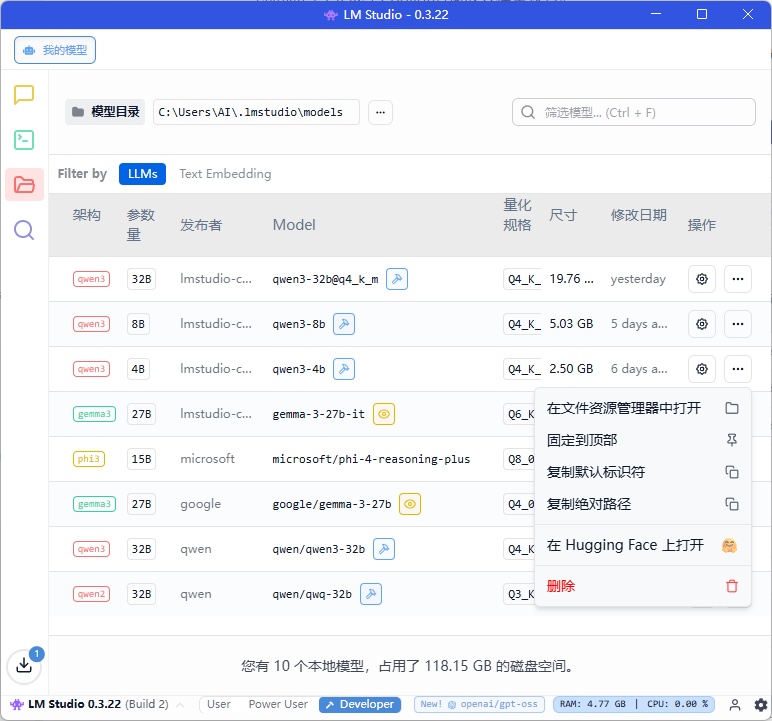 LM Studio - 0.3.22
我的模型
模型目录 C:\Users\AI\.lmstudio\models ... 筛选模型... (Ctrl + F)
Filter by LLMs Text Embedding
架构 参数量 发布者 Model 量化规格 尺寸 修改日期 操作
qwen3 32B lmstudio-c... qwen3-32b@q4_k_m Q4_K_ 19.76 ... yesterday
qwen3 8B lmstudio-c... qwen3-8b Q4_K_ 5.03 GB 5 days a...
qwen3 4B lmstudio-c... qwen3-4b Q4_K_ 2.50 GB 6 days a...
gemma3 27B lmstudio-c... gemma-3-27b-it Q6_K
phi3 15B microsoft microsoft/phi-4-reasoning-plus Q8_0
gemma3 27B google google/gemma-3-27b Q4_0
qwen3 32B qwen qwen/qwen3-32b Q4_K
qwen2 32B qwen qwen/qwq-32b Q3_K
在文件资源管理器中打开
固定到顶部
复制默认标识符
复制绝对路径
在 Hugging Face 上打开
删除
您有 10 个本地模型，占用了 118.15 GB 的磁盘空间。
1
LM Studio 0.3.22 (Build 2) User Power User Developer New! openai/gpt-oss RAM: 4.77 GB | CPU: 0.00 %